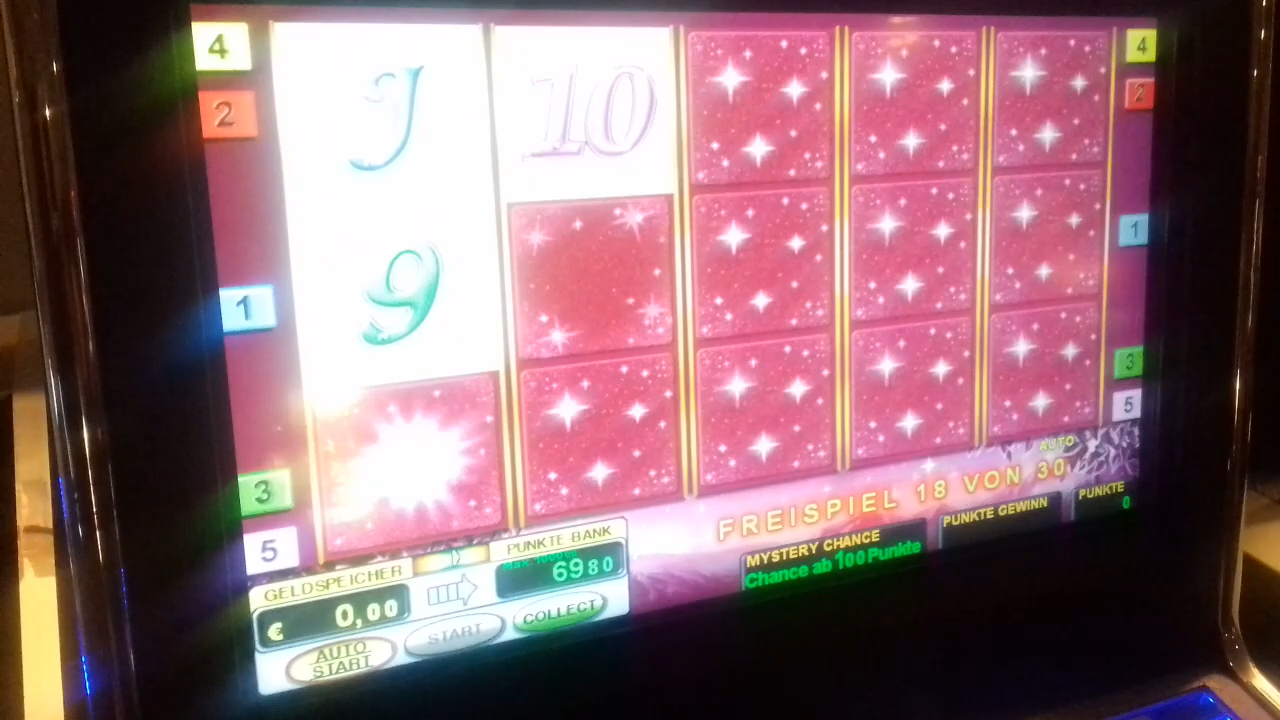 4
J
10
4
2
2
1
9
1
3
3
5
5
AUTO
FREISPIEL 18 VON 30
PUNKTE GEWINN
PUNKTE
0
MYSTERY CHANCE
Chance ab 100 Punkte
GELDSPEICHER
€ 0,00
PUNKTE-BANK
6980
AUTO START
START
COLLECT